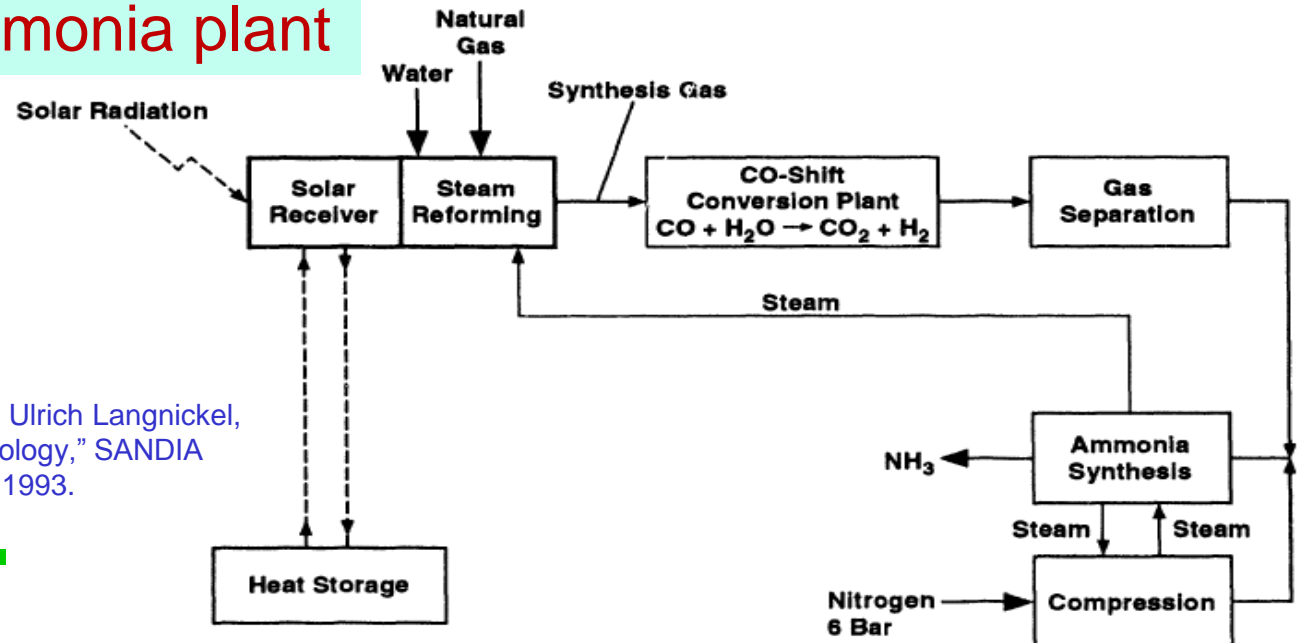 monia plant
Natural
Gas
Water
Synthesis Gas
Solar Radiation
Solar
Receiver
Steam
Reforming
CO-Shift
Conversion Plant
CO + H₂O → CO₂ + H₂
Gas
Separation
Steam
Ulrich Langnickel,
ology,” SANDIA
1993.
NH₃
Ammonia
Synthesis
Steam
Steam
Heat Storage
Nitrogen
6 Bar
Compression